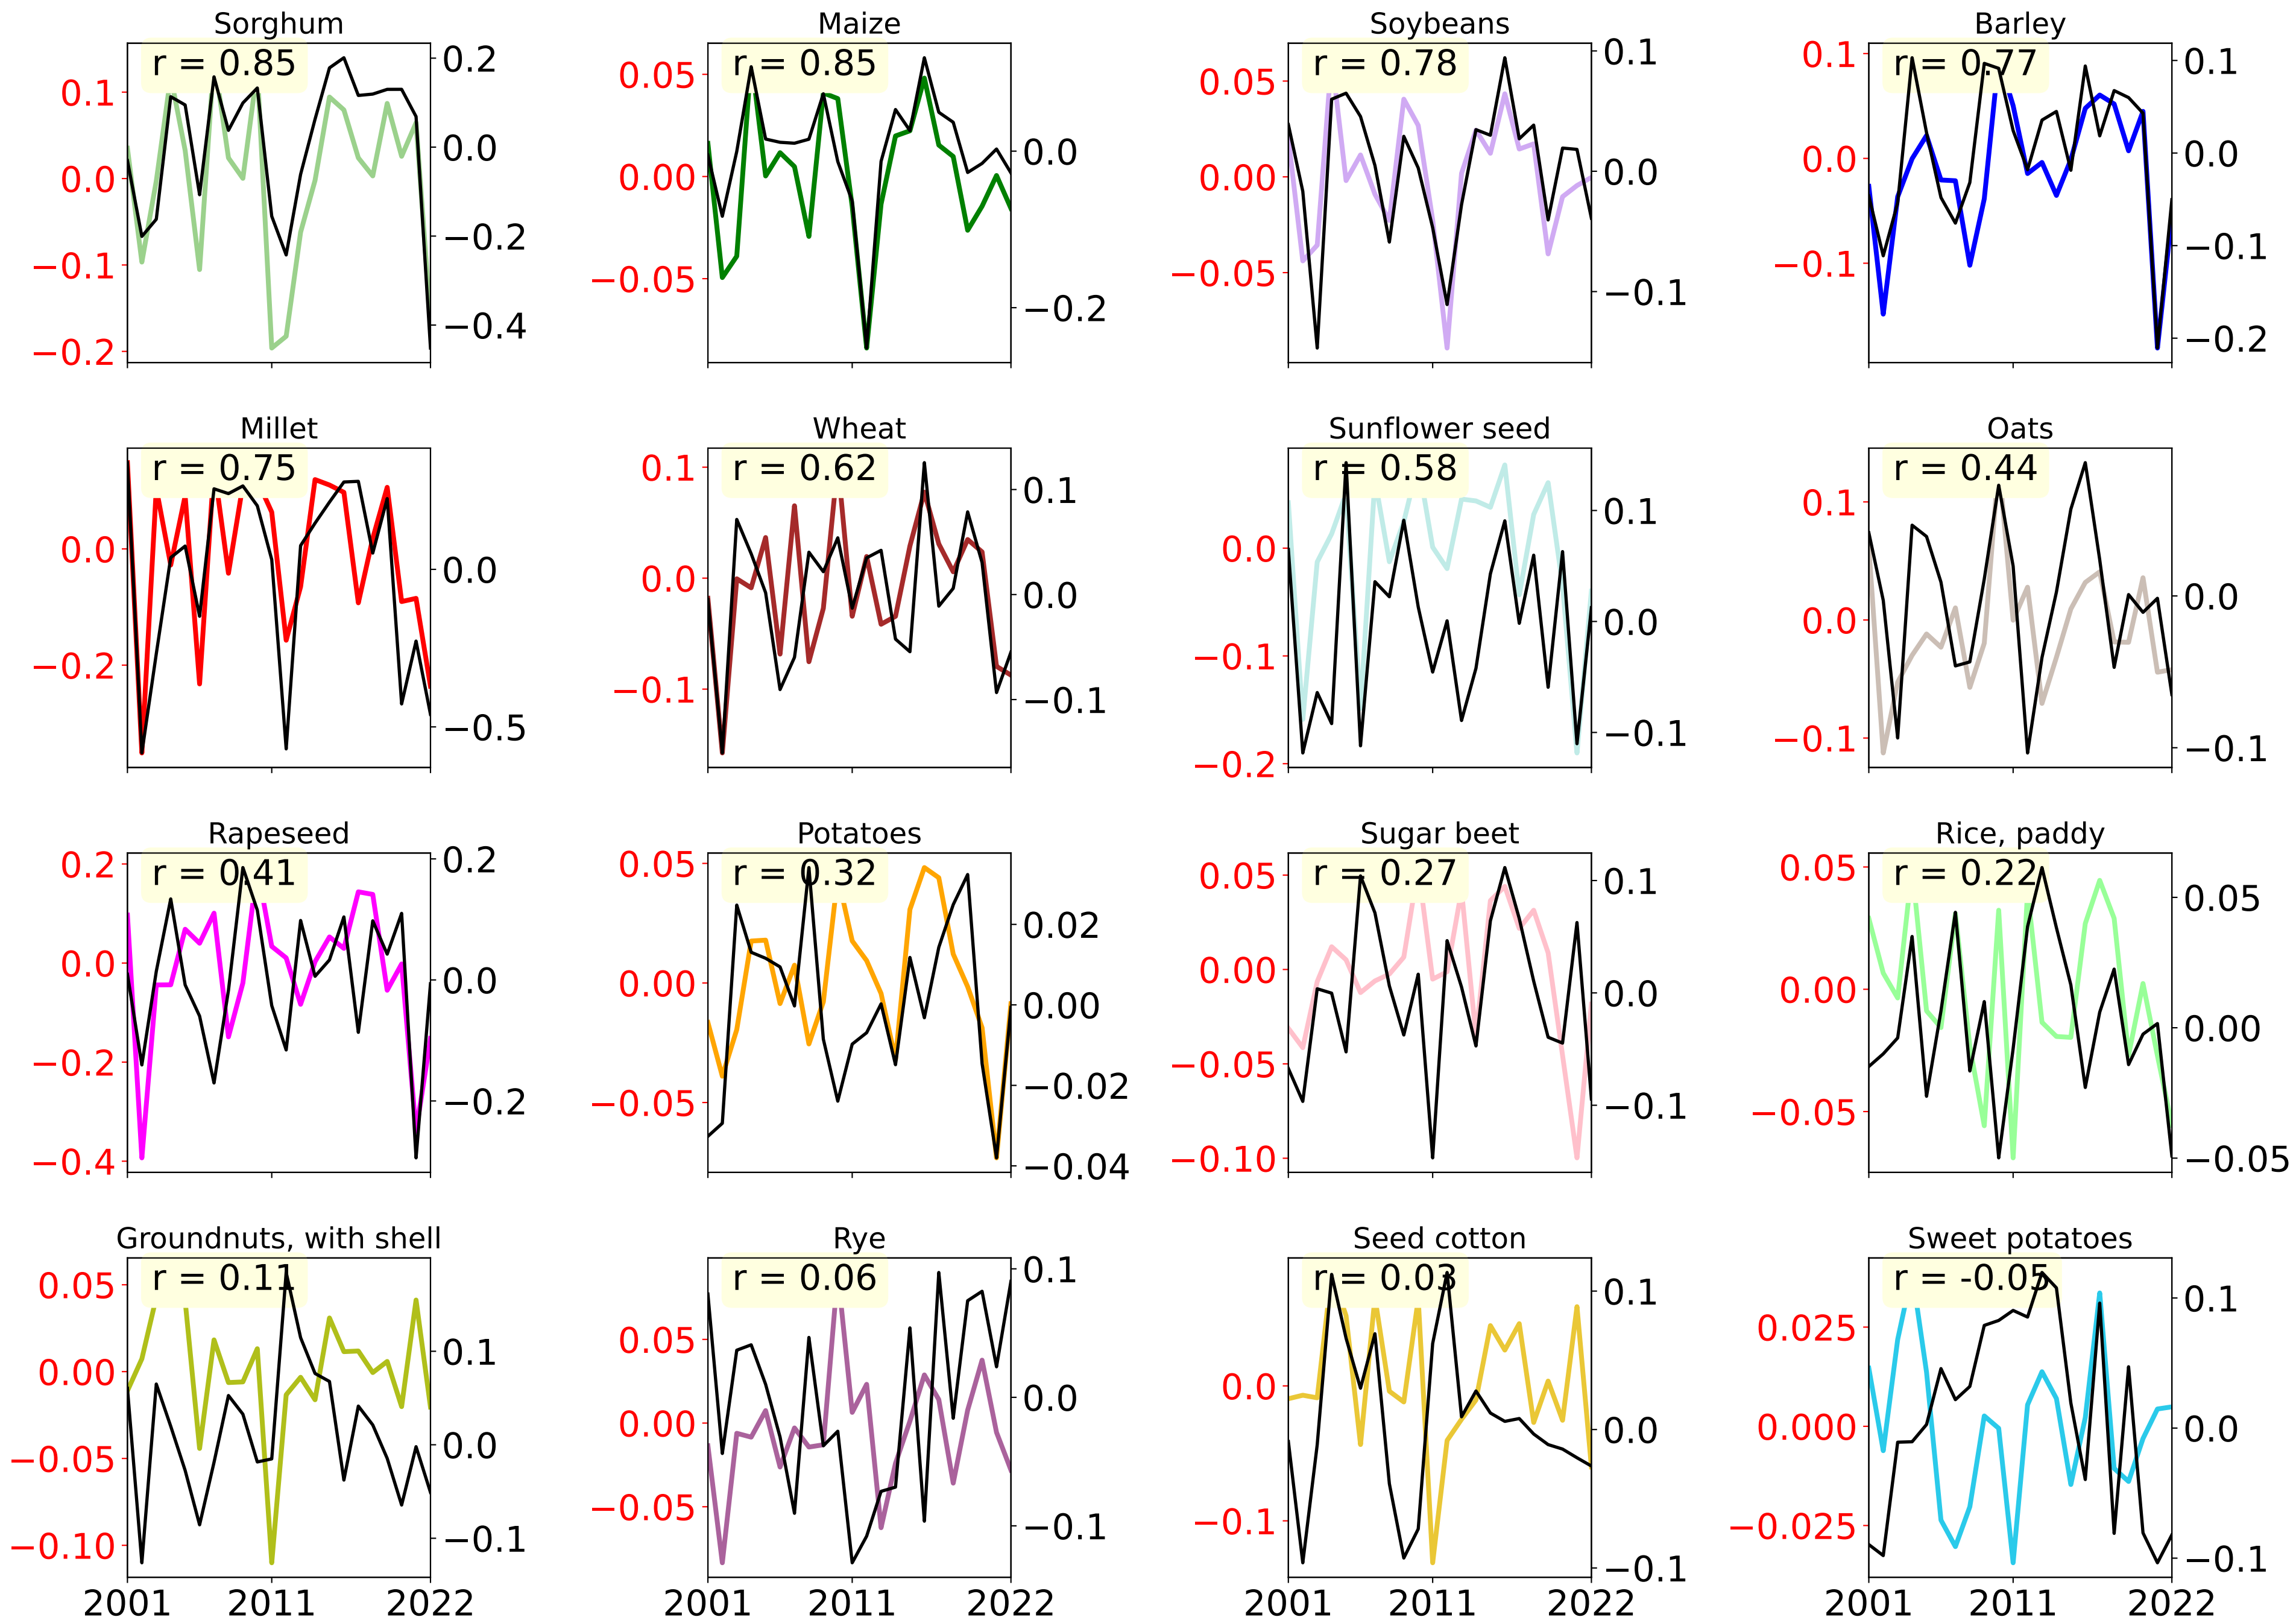 Sorghum
r = 0.85
0.1
0.0
−0.1
−0.2
0.2
0.0
−0.2
−0.4
Maize
r = 0.85
0.05
0.00
−0.05
0.0
−0.2
Soybeans
r = 0.78
0.05
0.00
−0.05
0.1
0.0
−0.1
Barley
r = 0.77
0.1
0.0
−0.1
0.1
0.0
−0.1
−0.2
Millet
r = 0.75
0.0
−0.2
0.0
−0.5
Wheat
r = 0.62
0.1
0.0
−0.1
0.1
0.0
−0.1
Sunflower seed
r = 0.58
0.0
−0.1
−0.2
0.1
0.0
−0.1
Oats
r = 0.44
0.1
0.0
−0.1
0.0
−0.1
Rapeseed
r = 0.41
0.2
0.0
−0.2
−0.4
0.2
0.0
−0.2
Potatoes
r = 0.32
0.05
0.00
−0.05
0.02
0.00
−0.02
−0.04
Sugar beet
r = 0.27
0.05
0.00
−0.05
−0.10
0.1
0.0
−0.1
Rice, paddy
r = 0.22
0.05
0.00
−0.05
0.05
0.00
−0.05
Groundnuts, with shell
r = 0.11
0.05
0.00
−0.05
−0.10
0.1
0.0
−0.1
2001 2011 2022
Rye
r = 0.06
0.05
0.00
−0.05
0.1
0.0
−0.1
2001 2011 2022
Seed cotton
r = 0.03
0.0
−0.1
0.1
0.0
−0.1
2001 2011 2022
Sweet potatoes
r = -0.05
0.025
0.000
−0.025
0.1
0.0
−0.1
2001 2011 2022